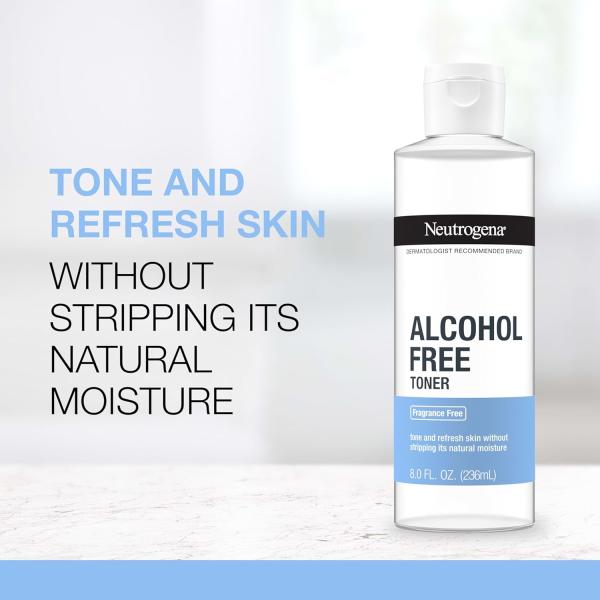 TONE AND
REFRESH SKIN
WITHOUT
STRIPPING ITS
NATURAL
MOISTURE
Neutrogena®
DERMATOLOGIST RECOMMENDED BRAND
ALCOHOL
FREE
TONER
Fragrance Free
tone and refresh skin without
stripping its natural moisture
8.0 FL. OZ. (236mL)